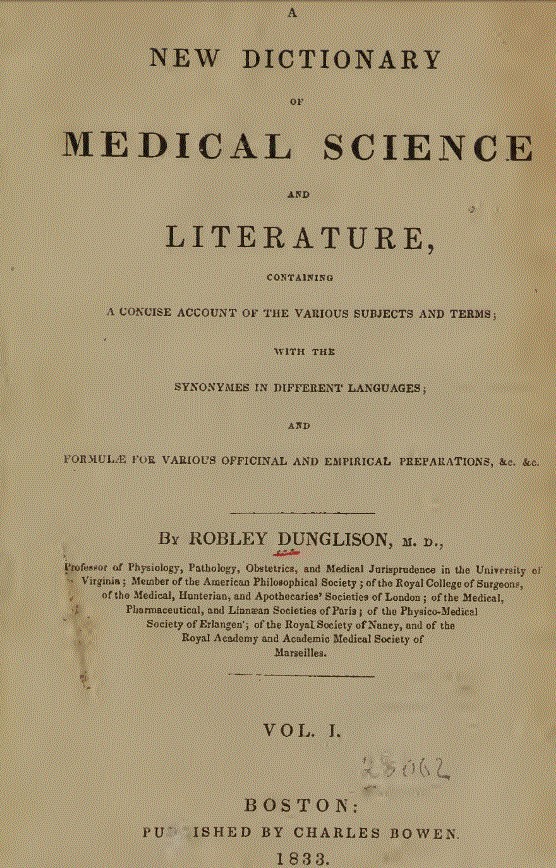 A
NEW DICTIONARY
OF
MEDICAL SCIENCE
AND
LITERATURE,
CONTAINING
A CONCISE ACCOUNT OF THE VARIOUS SUBJECTS AND TERMS;
WITH THE
SYNONYMES IN DIFFERENT LANGUAGES;
AND
FORMULÆ FOR VARIOUS OFFICINAL AND EMPIRICAL PREPARATIONS, &c. &c.
BY ROBLEY DUNGLISON, M. D.,
Professor of Physiology, Pathology, Obstetrics, and Medical Jurisprudence in the University of
Virginia; Member of the American Philosophical Society; of the Royal College of Surgeons,
of the Medical, Hunterian, and Apothecaries' Societies of London; of the Medical,
Pharmaceutical, and Linnæan Societies of Paris; of the Physico-Medical
Society of Erlangen; of the Royal Society of Nancy, and of the
Royal Academy and Academic Medical Society of
Marseilles.
VOL. I.
28062
BOSTON:
PUBLISHED BY CHARLES BOWEN.
1833.